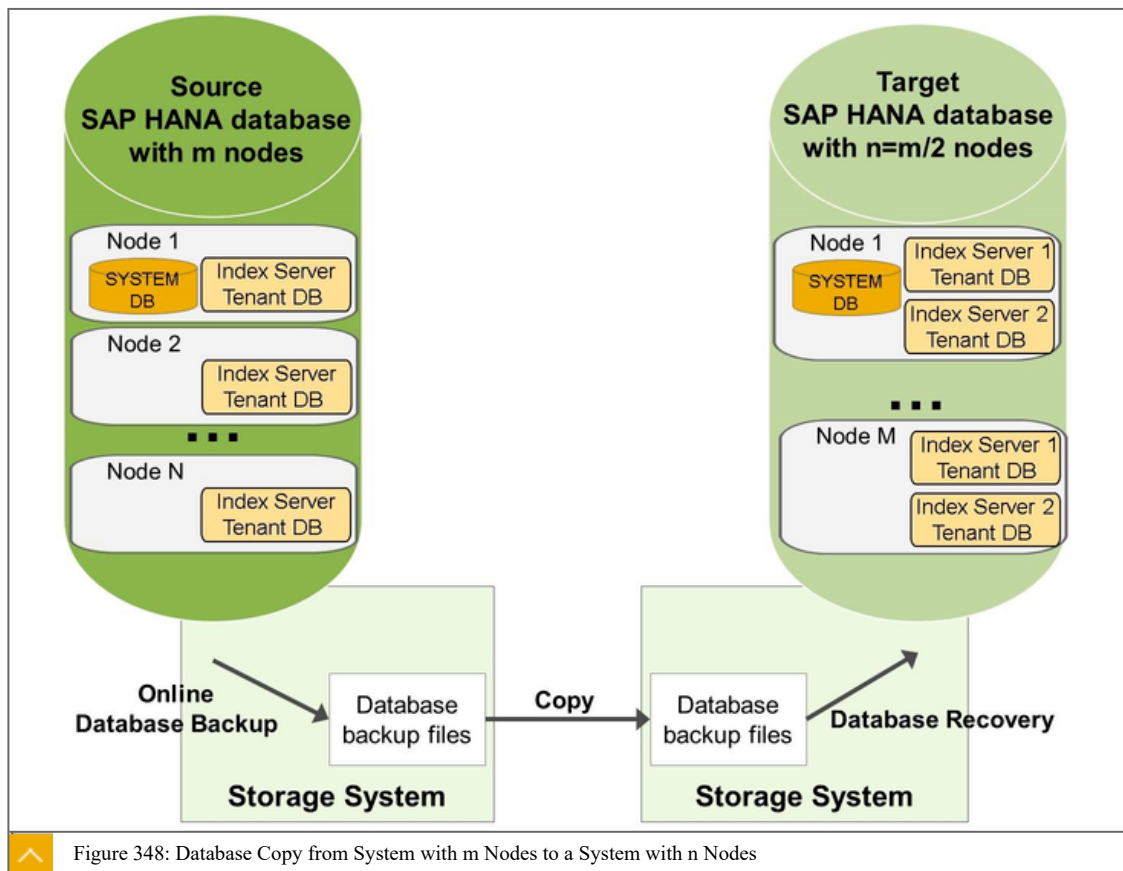 Source
SAP HANA database
with m nodes
Node 1
SYSTEM
DB
Index Server
Tenant DB
Node 2
Index Server
Tenant DB
...
Node N
Index Server
Tenant DB
Target
SAP HANA database
with n=m/2 nodes
Node 1
SYSTEM
DB
Index Server 1
Tenant DB
Index Server 2
Tenant DB
...
Node M
Index Server 1
Tenant DB
Index Server 2
Tenant DB
Online
Database Backup
Database
backup files
Storage System
Copy
Database
backup files
Database Recovery
Storage System
Figure 348: Database Copy from System with m Nodes to a System with n Nodes